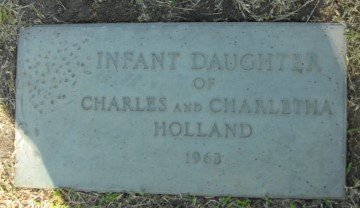 INFANT DAUGHTER
OF
CHARLES AND CHARLETHA
HOLLAND
1963